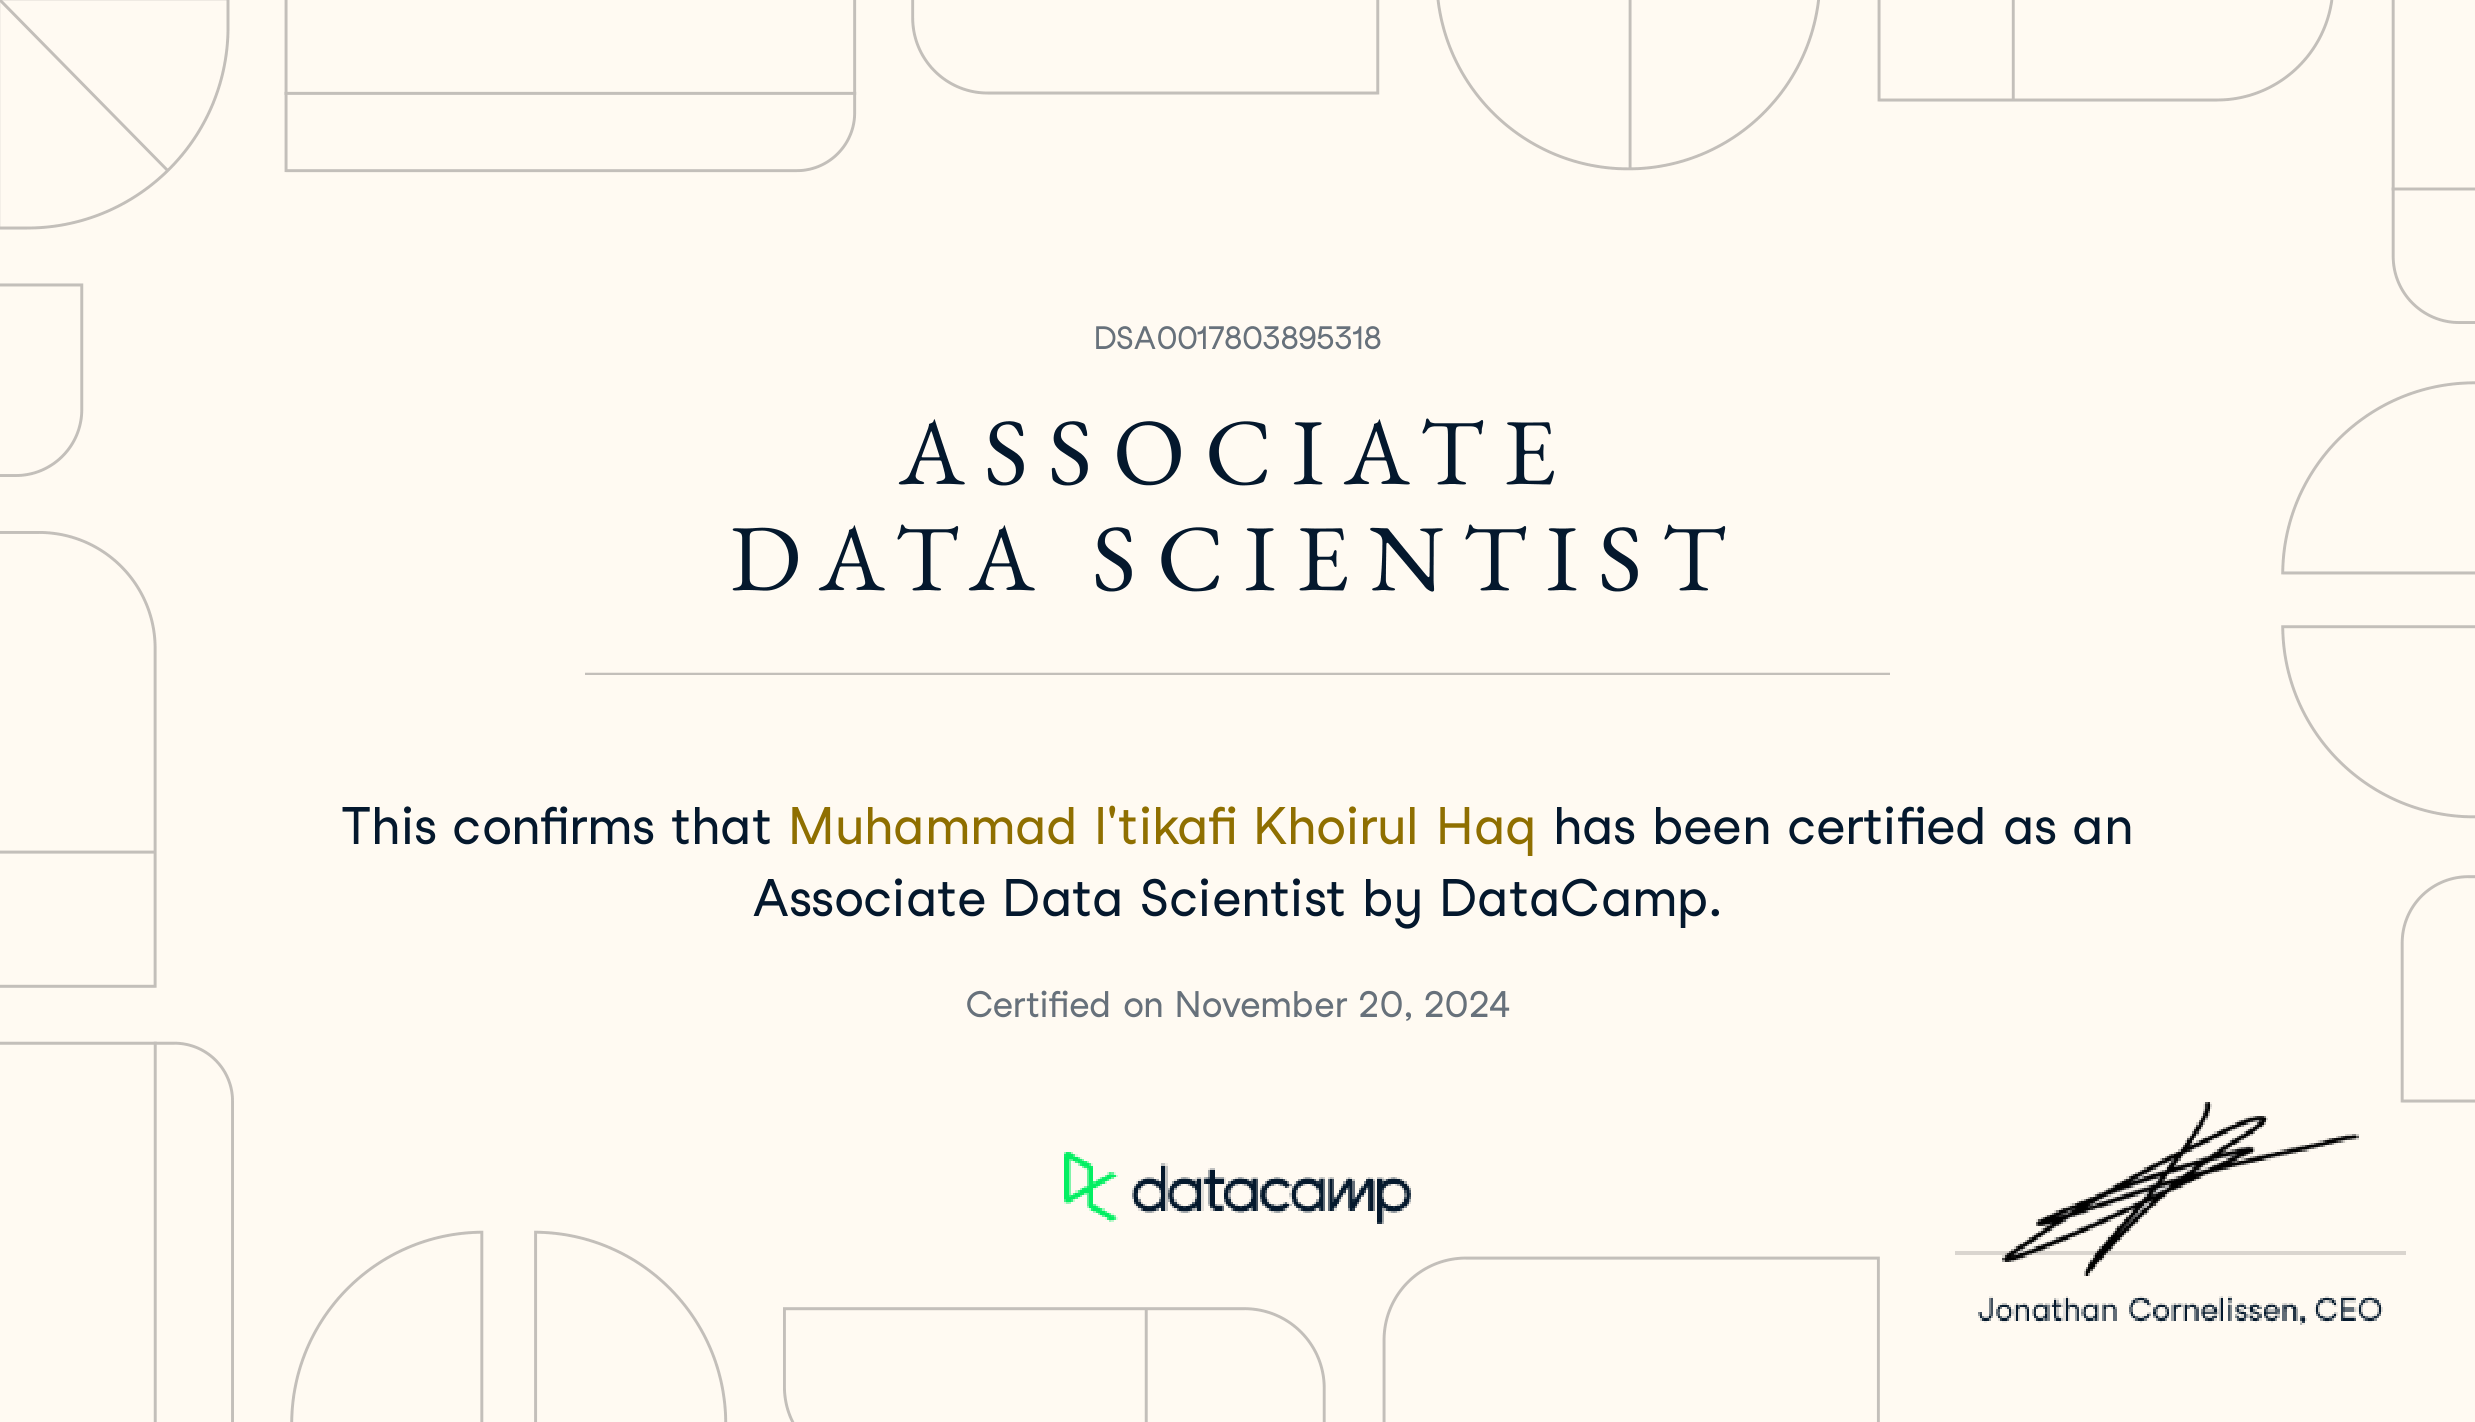 DSA0017803895318
ASSOCIATE
DATA SCIENTIST
This confirms that Muhammad I'tikafi Khoirul Haq has been certified as an
Associate Data Scientist by DataCamp.
Certified on November 20, 2024
datacamp
Jonathan Cornelissen, CEO